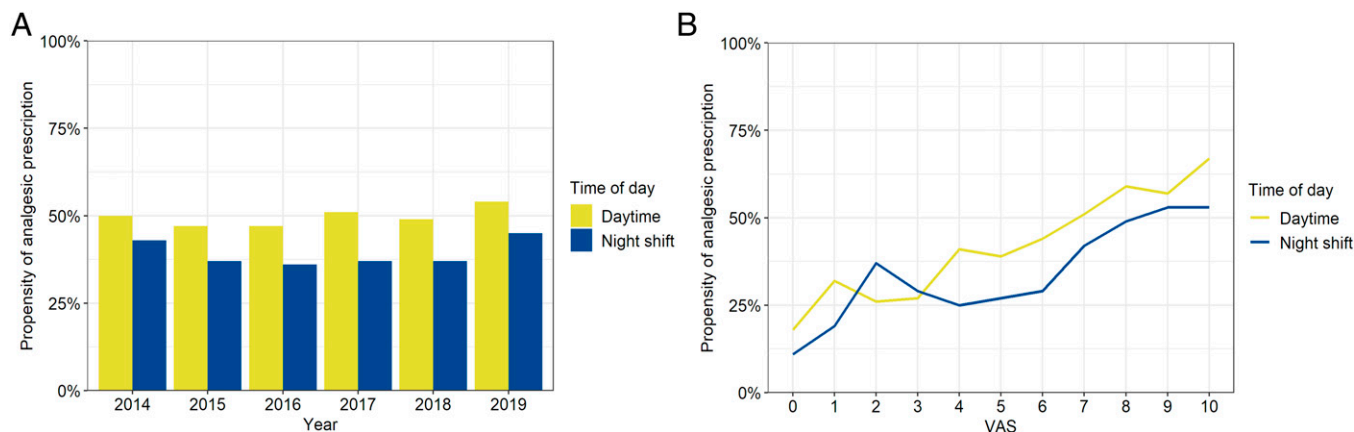 A
Propensity of analgesic prescription
100%
75%
50%
25%
0%
2014 2015 2016 2017 2018 2019
Year
Time of day
Daytime
Night shift
B
Propensity of analgesic prescription
100%
75%
50%
25%
0%
0 1 2 3 4 5 6 7 8 9 10
VAS
Time of day
Daytime
Night shift